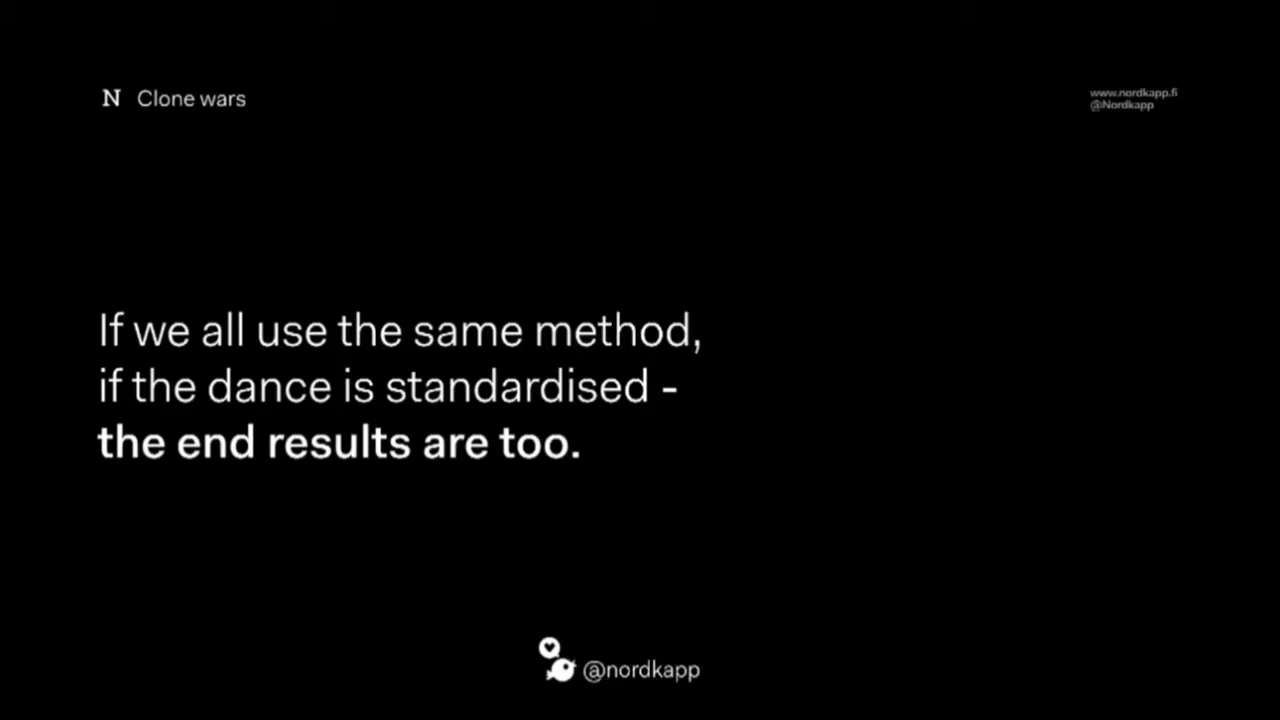 N Clone wars
www.nordkapp.fi
@Nordkapp
If we all use the same method,
if the dance is standardised -
the end results are too.
@nordkapp